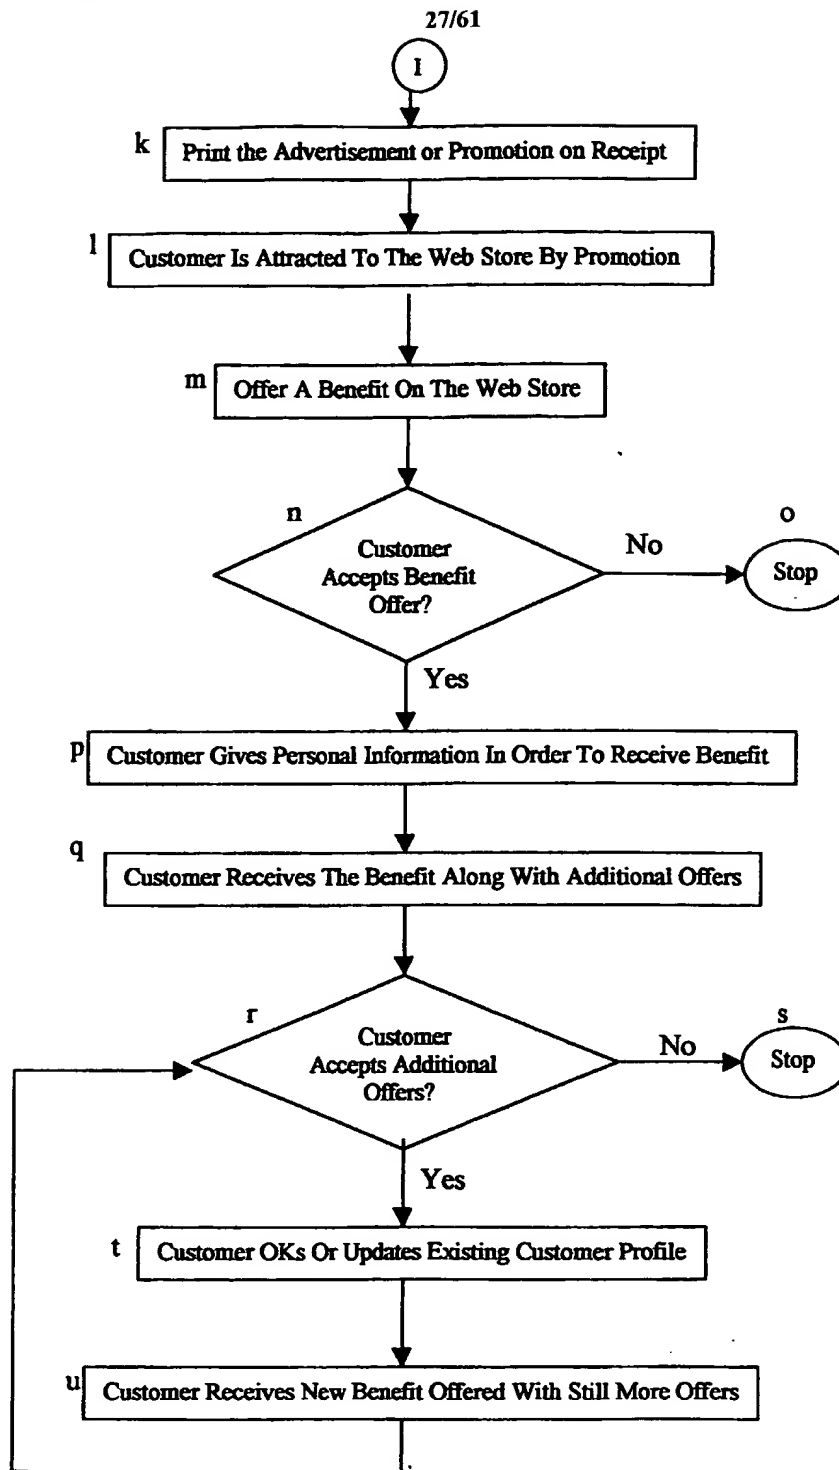 27/61
I
k
Print the Advertisement or Promotion on Receipt
l
Customer Is Attracted To The Web Store By Promotion
m
Offer A Benefit On The Web Store
n
Customer
Accepts Benefit
Offer?
No
o
Stop
Yes
p
Customer Gives Personal Information In Order To Receive Benefit
q
Customer Receives The Benefit Along With Additional Offers
r
Customer
Accepts Additional
Offers?
No
s
Stop
Yes
t
Customer OKs Or Updates Existing Customer Profile
u
Customer Receives New Benefit Offered With Still More Offers